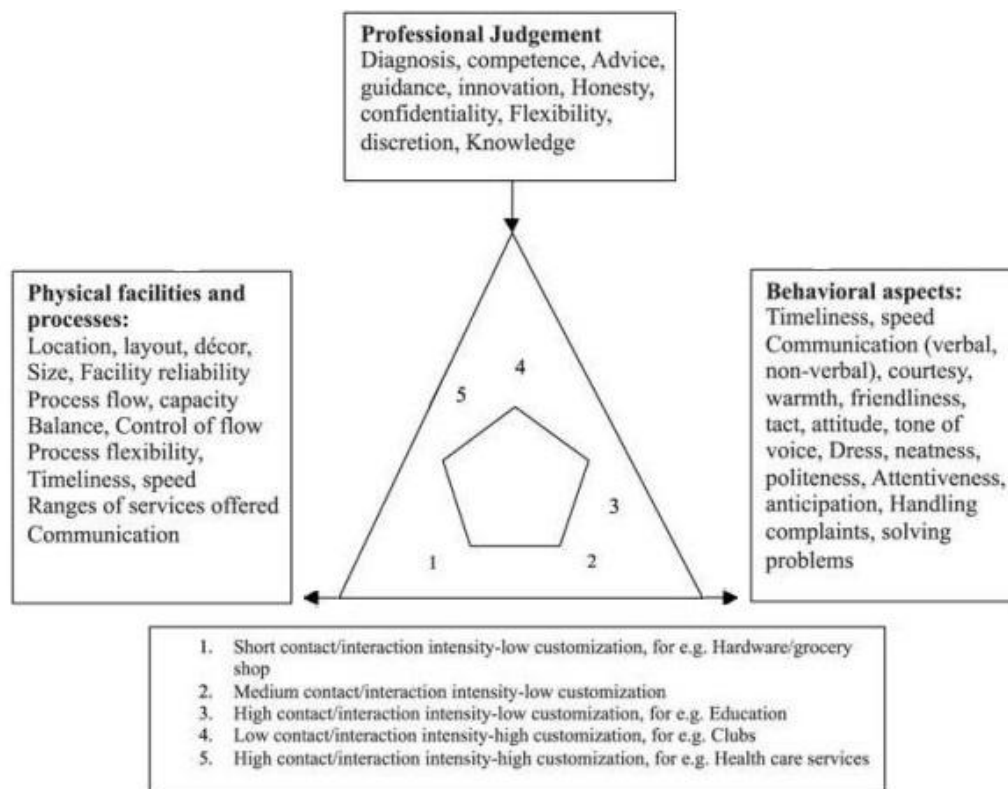 Professional Judgement
Diagnosis, competence, Advice,
guidance, innovation, Honesty,
confidentiality, Flexibility,
discretion, Knowledge
Physical facilities and
processes:
Location, layout, décor,
Size, Facility reliability
Process flow, capacity
Balance, Control of flow
Process flexibility,
Timeliness, speed
Ranges of services offered
Communication
Behavioral aspects:
Timeliness, speed
Communication (verbal,
non-verbal), courtesy,
warmth, friendliness,
tact, attitude, tone of
voice, Dress, neatness,
politeness, Attentiveness,
anticipation, Handling
complaints, solving
problems
4
5
3
1
2
1. Short contact/interaction intensity-low customization, for e.g. Hardware/grocery
shop
2. Medium contact/interaction intensity-low customization
3. High contact/interaction intensity-low customization, for e.g. Education
4. Low contact/interaction intensity-high customization, for e.g. Clubs
5. High contact/interaction intensity-high customization, for e.g. Health care services